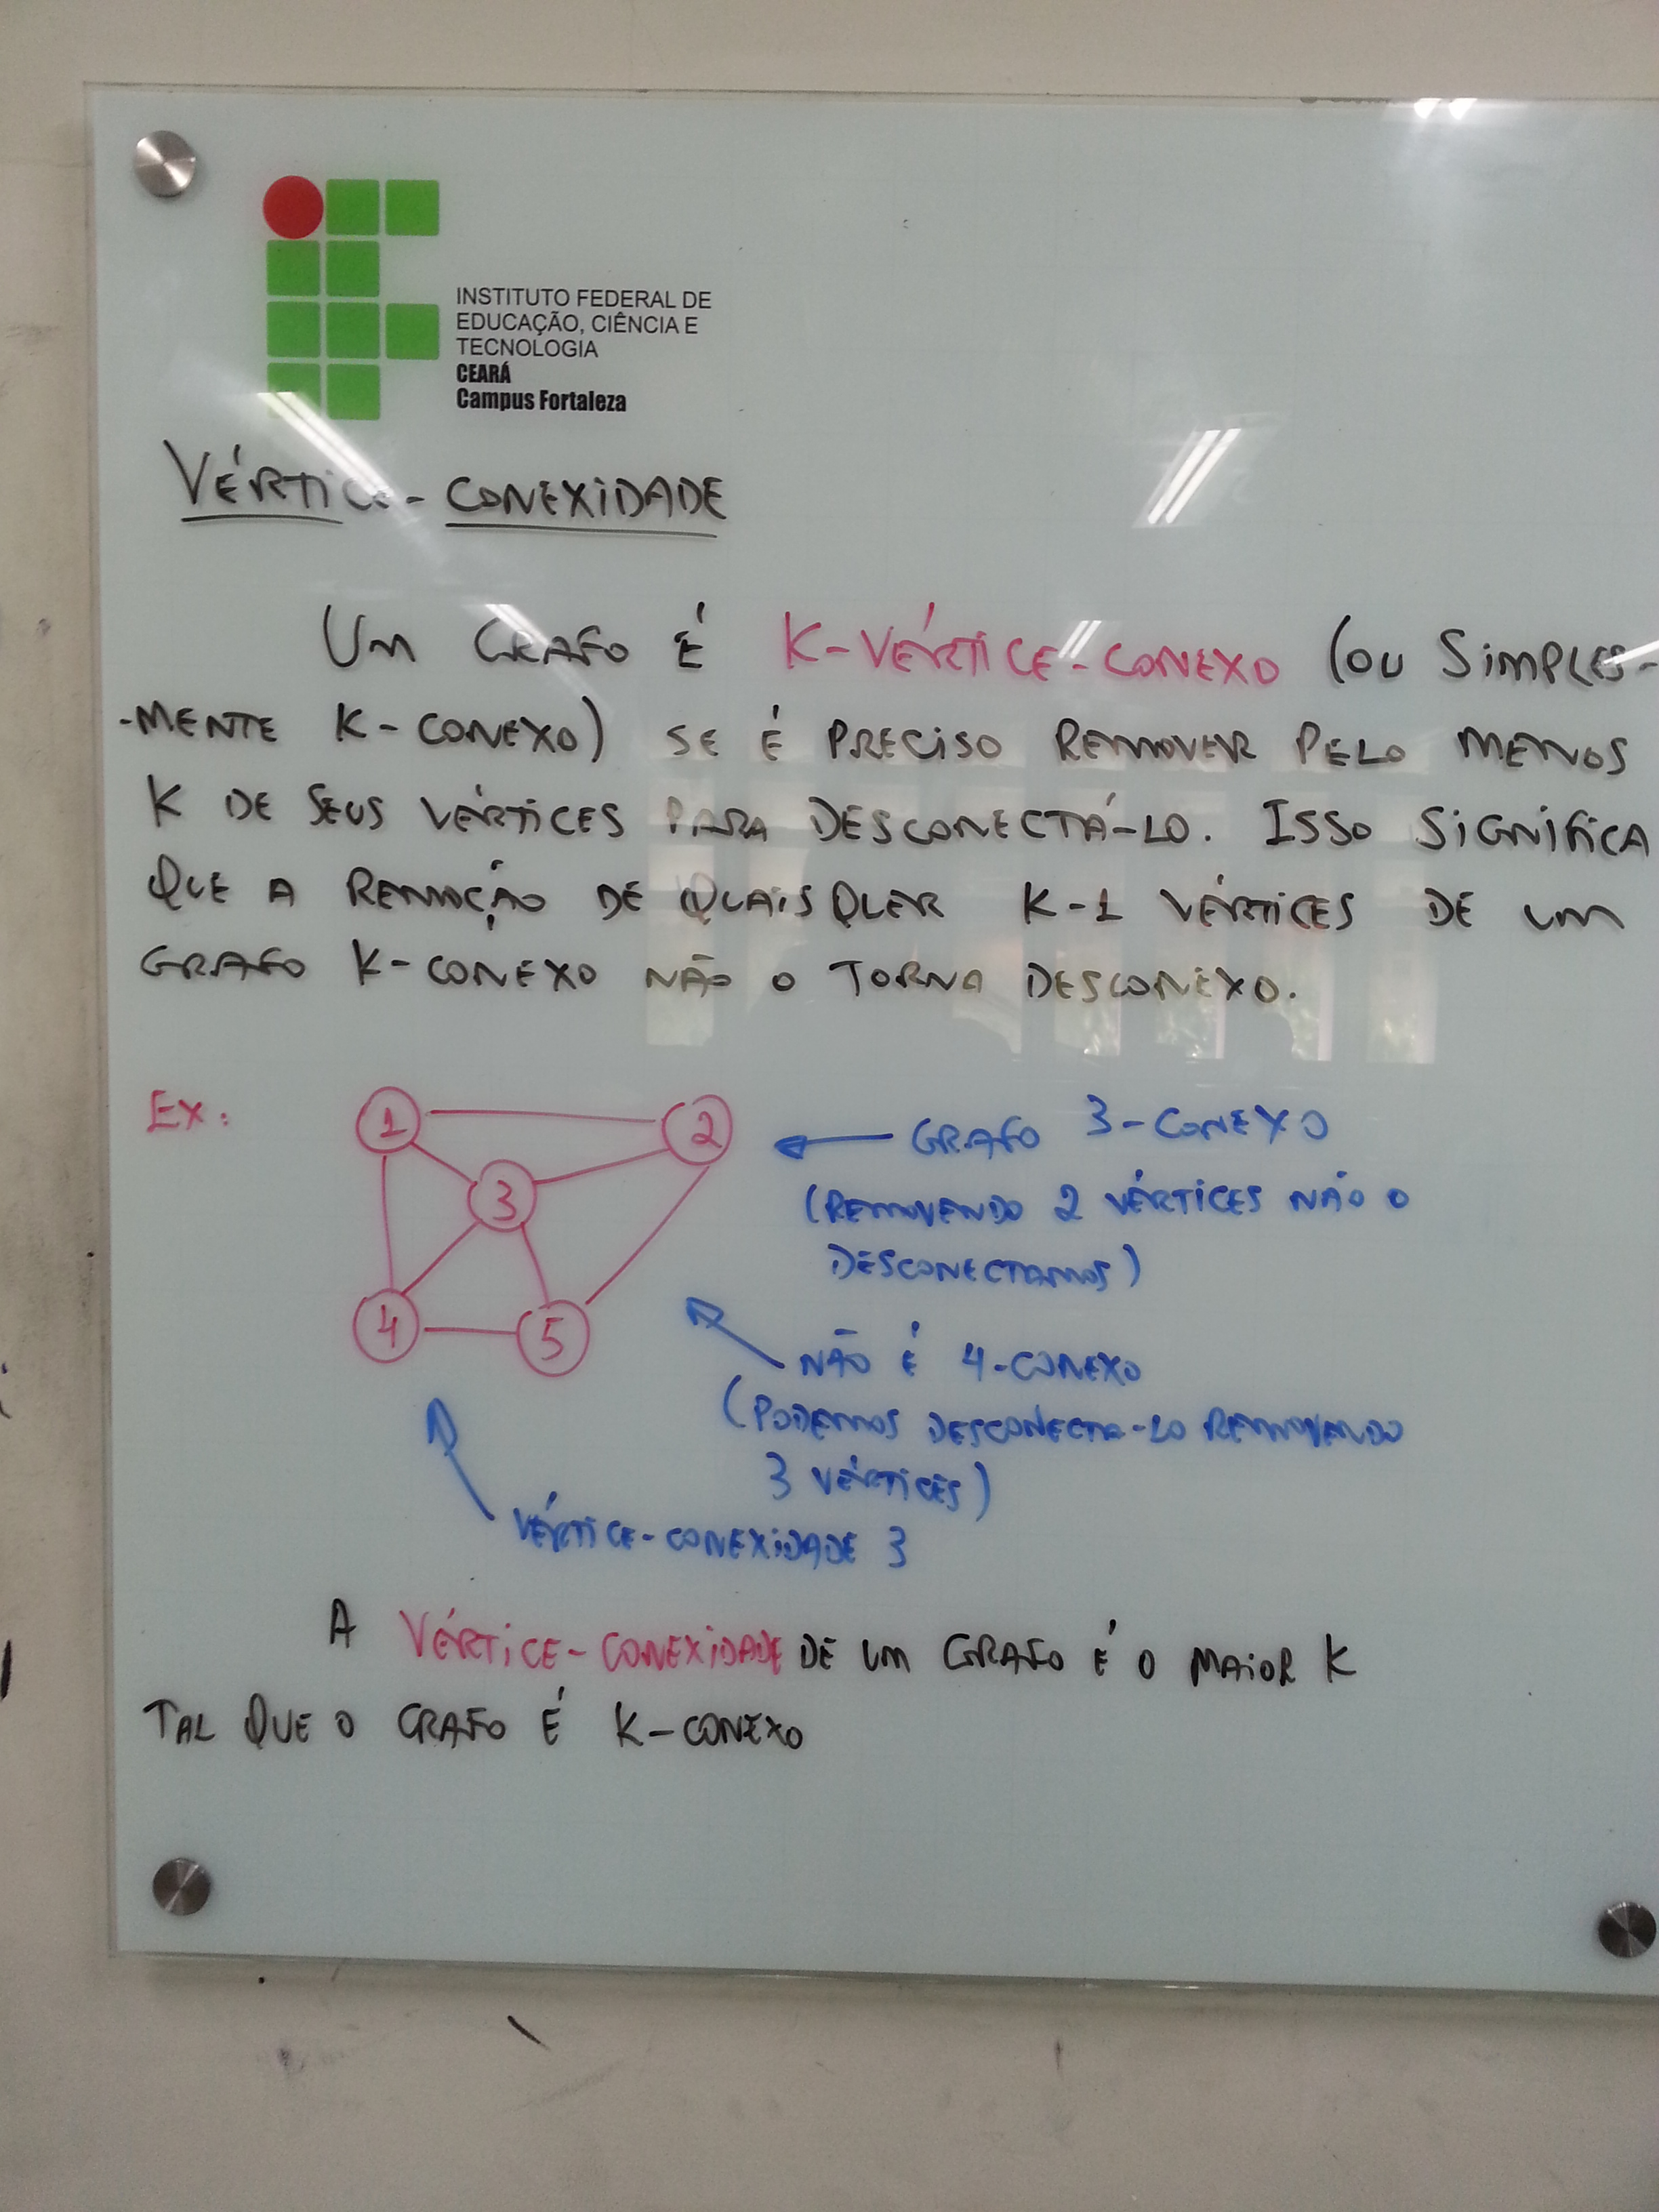 INSTITUTO FEDERAL DE
EDUCAÇÃO, CIÊNCIA E
TECNOLOGIA
CEARÁ
Campus Fortaleza
VÉRTICE-CONEXIDADE
UM GRAFO É K-VÉRTICE-CONEXO (OU SIMPLES-
-MENTE K-CONEXO) SE É PRECISO REMOVER PELO MENOS
K DE SEUS VÉRTICES PARA DESCONECTÁ-LO. ISSO SIGNIFICA
QUE A REMOÇÃO DE QUAISQUER K-1 VÉRTICES DE UM
GRAFO K-CONEXO NÃO O TORNA DESCONEXO.
EX:
1
2
3
4
5
GRAFO 3-CONEXO
(REMOVENDO 2 VÉRTICES NÃO O
DESCONECTAMOS)
NÃO É 4-CONEXO
(PODEMOS DESCONECTA-LO REMOVENDO
3 VÉRTICES)
VÉRTICE-CONEXIDADE 3
A VÉRTICE-CONEXIDADE DE UM GRAFO É O MAIOR K
TAL QUE O GRAFO É K-CONEXO